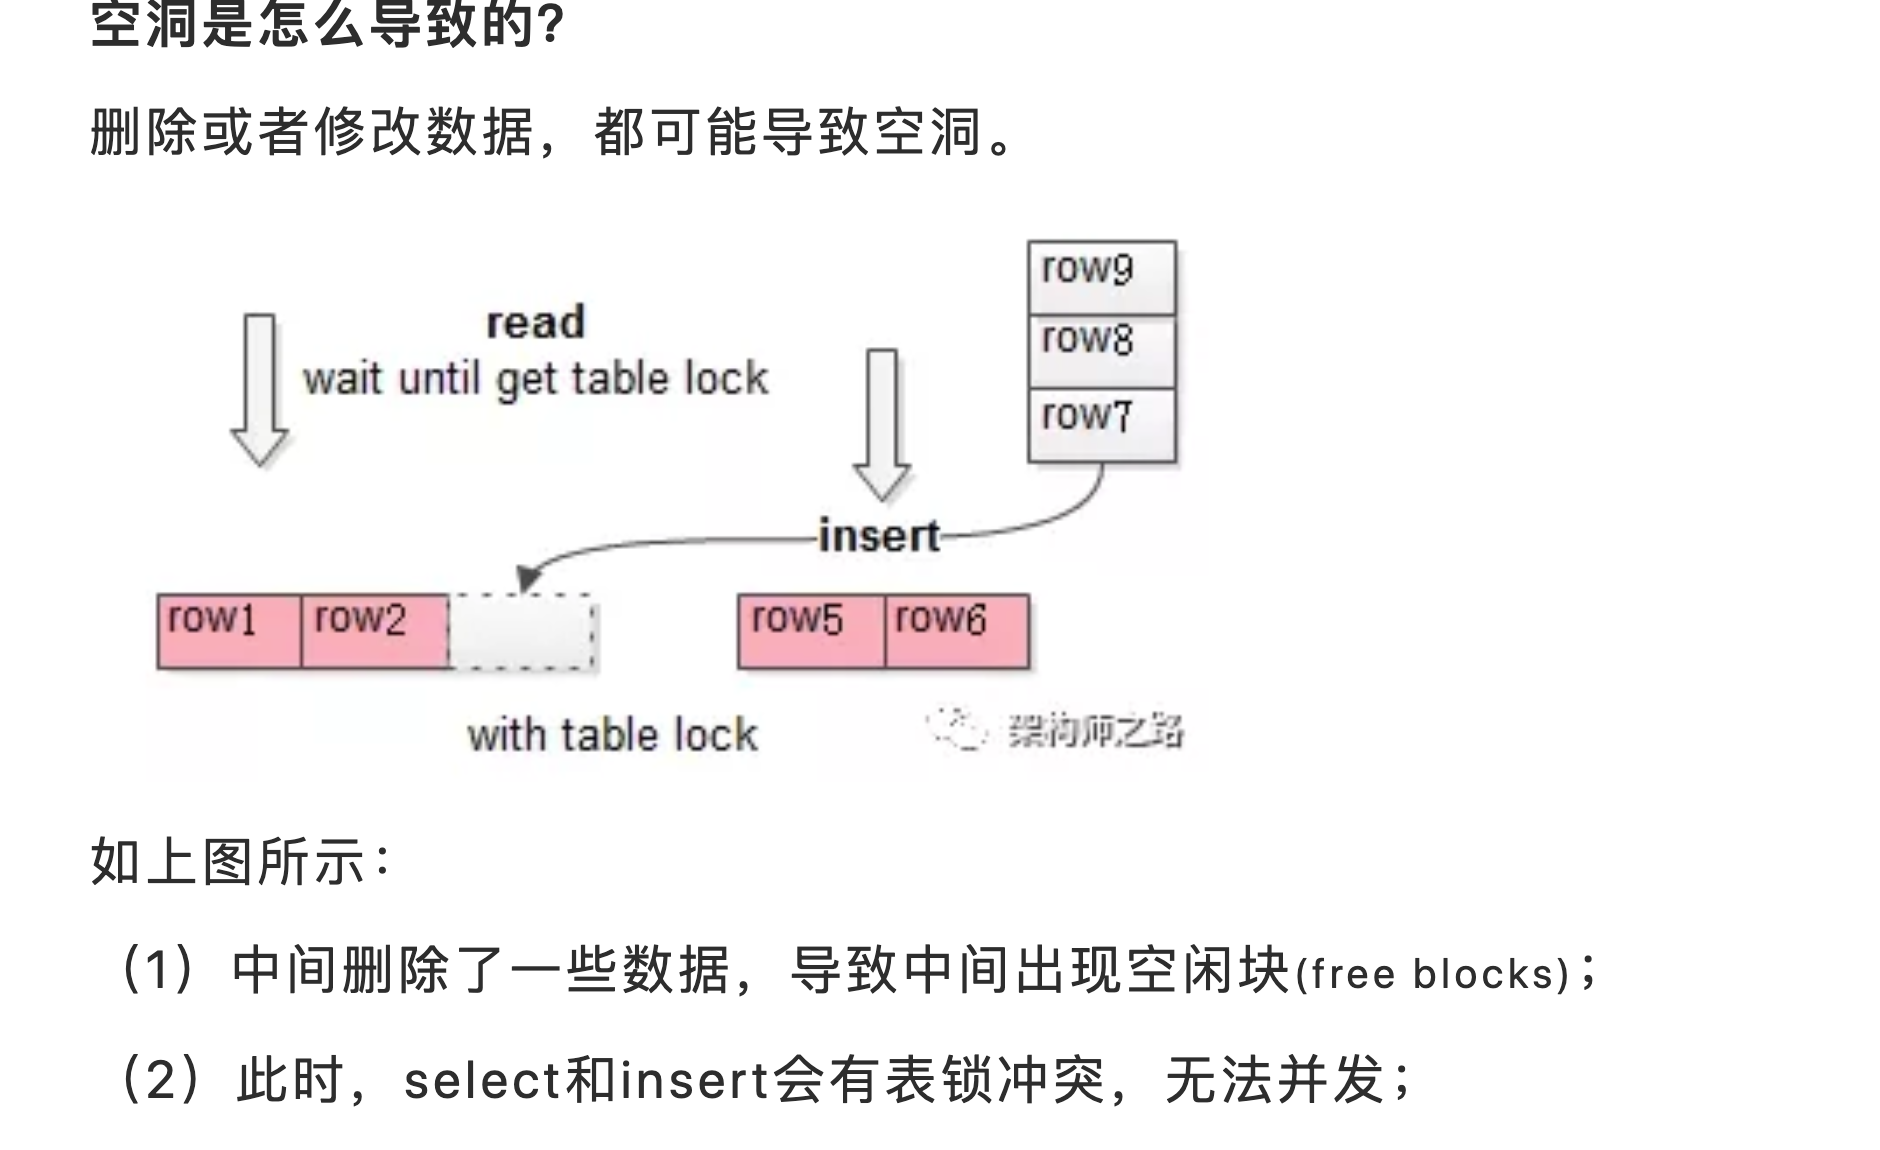 空洞是怎么导致的?
删除或者修改数据，都可能导致空洞。
row9
read
row8
wait until get table lock
row7
insert
row1 row2 row5 row6
with table lock
架构师之路
如上图所示：
（1）中间删除了一些数据，导致中间出现空闲块(free blocks)；
（2）此时，select和insert会有表锁冲突，无法并发；